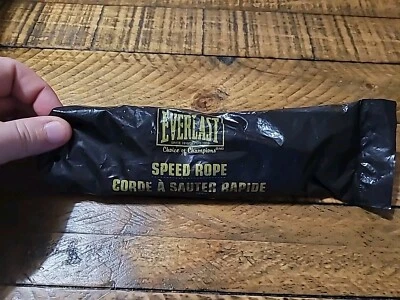 EVERLAST
Choice of Champions
SPEED ROPE
CORDE À SAUTER RAPIDE